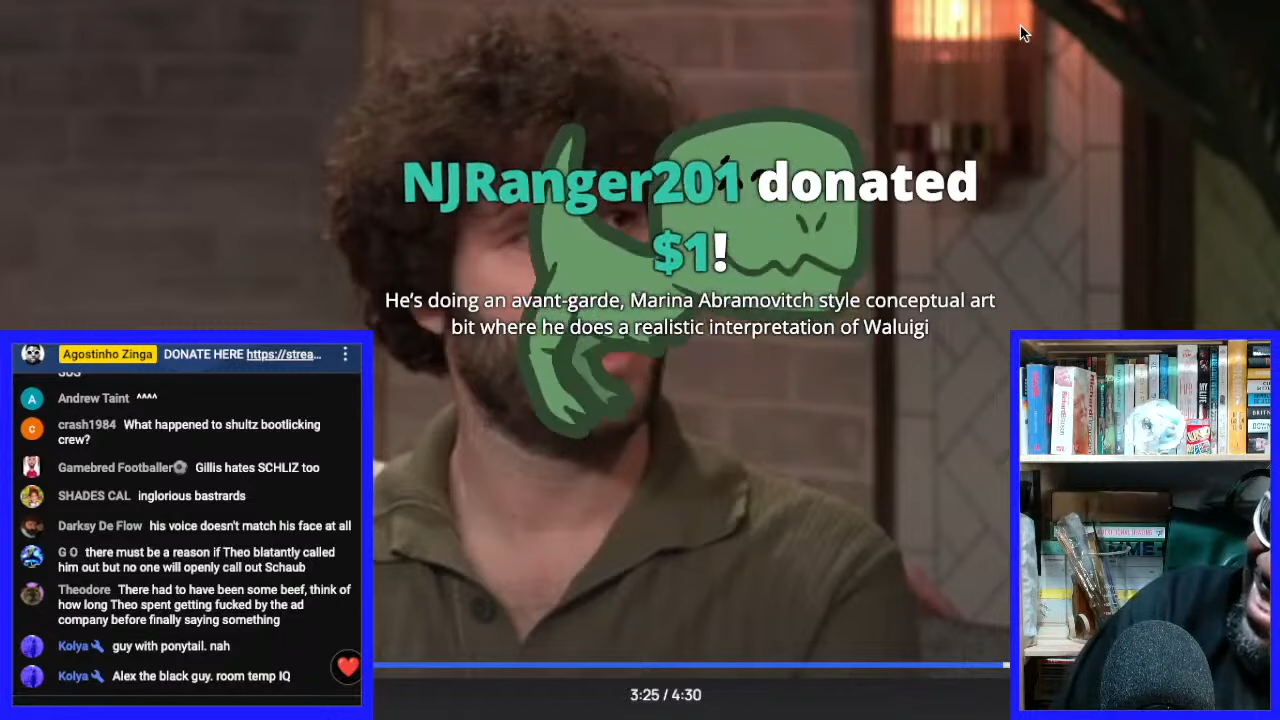 NJRanger201 donated
$1!
He's doing an avant-garde, Marina Abramovitch style conceptual art
bit where he does a realistic interpretation of Waluigi
Agostinho Zinga DONATE HERE https://strea...
SUS
A Andrew Taint ^^^^
c crash1984 What happened to shultz bootlicking
crew?
Gamebred Footballer Gillis hates SCHLIZ too
SHADES CAL inglorious bastrards
Darksy De Flow his voice doesn't match his face at all
G O there must be a reason if Theo blatantly called
him out but no one will openly call out Schaub
Theodore There had to have been some beef, think of
how long Theo spent getting fucked by the ad
company before finally saying something
Kolya guy with ponytail. nah
Kolya Alex the black guy. room temp IQ
3:25 / 4:30
UNO